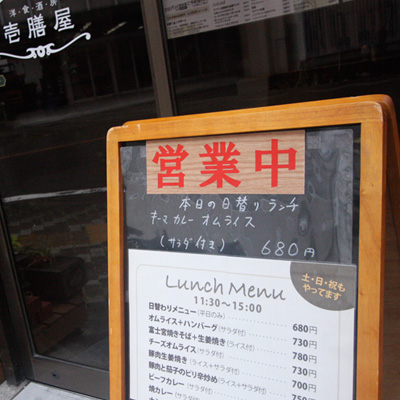 洋・食・酒・房
壱膳屋
営業中
本日の日替りランチ
キーマカレーオムライス
(サラダ付き) 680円
土・日・祝も
やってます
Lunch Menu
11:30〜15:00
日替わりメニュー(平日のみ) 680円
オムライス+ハンバーグ(サラダ付) 730円
富士宮焼きそば+生姜焼き(ライス付) 780円
チーズオムライス(サラダ付) 730円
豚肉生姜焼き(ライス+サラダ付) 730円
豚肉と茄子のピリ辛炒め(ライス+サラダ付) 700円
ビーフカレー(サラダ付) 750円
焼カレー(サラダ付)